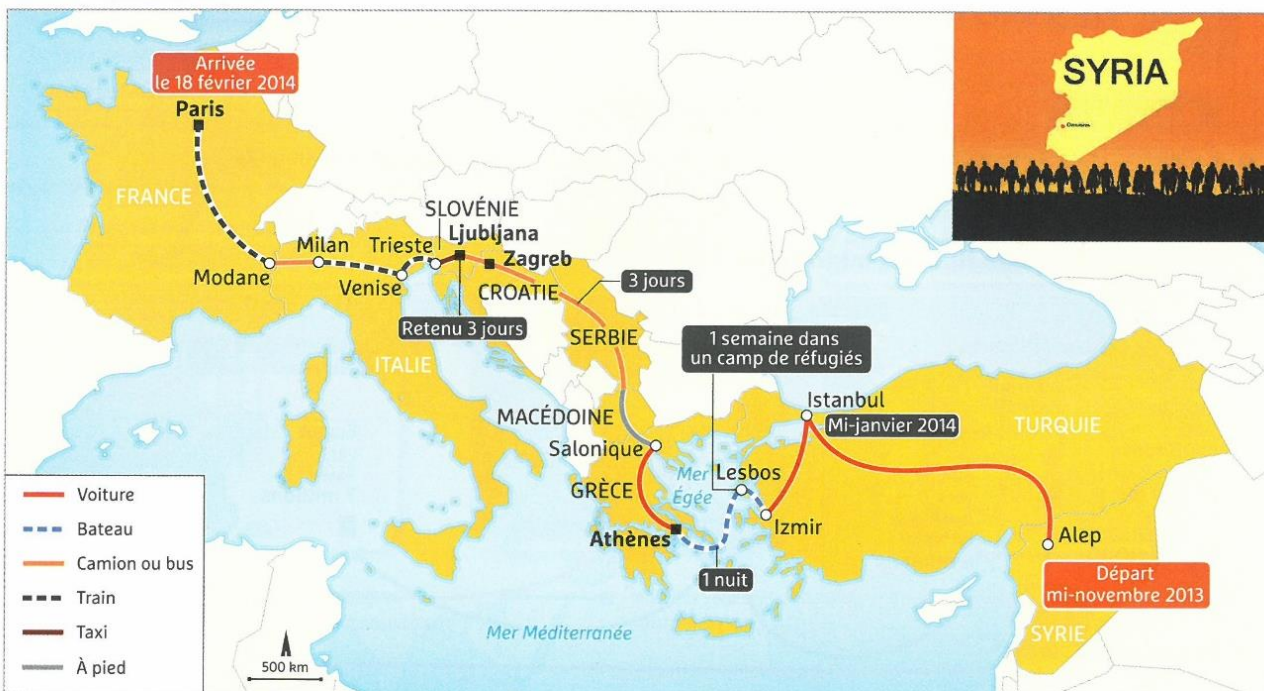 Arrivée
le 18 février 2014
Paris
FRANCE
SYRIA
Damascus
SLOVÉNIE
Ljubljana
Milan
Trieste
Zagreb
Modane
Venise
CROATIE
3 jours
Retenu 3 jours
SERBIE
1 semaine dans
un camp de réfugiés
ITALIE
Istanbul
MACÉDOINE
Mi-janvier 2014
TURQUIE
Salonique
Mer
Égée
Lesbos
GRÈCE
Izmir
Athènes
Alep
1 nuit
Départ
mi-novembre 2013
SYRIE
Mer Méditerranée
Voiture
Bateau
Camion ou bus
Train
Taxi
À pied
500 km